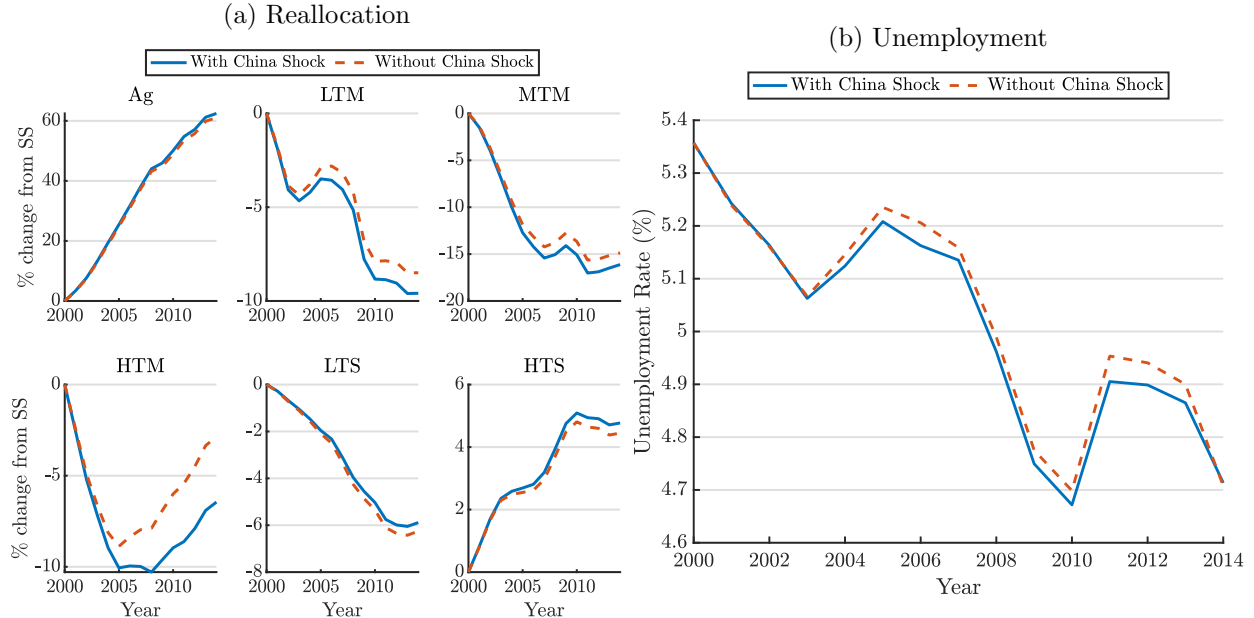 (a) Reallocation
With China Shock Without China Shock
Ag
LTM
MTM
% change from SS
60
40
20
0
2000 2005 2010
0
-5
-10
2000 2005 2010
0
-5
-10
-15
-20
2000 2005 2010
HTM
LTS
HTS
% change from SS
0
-5
-10
2000 2005 2010
Year
0
-2
-4
-6
-8
2000 2005 2010
Year
6
4
2
0
2000 2005 2010
Year
(b) Unemployment
With China Shock Without China Shock
Unemployment Rate (%)
5.4
5.3
5.2
5.1
5
4.9
4.8
4.7
4.6
2000 2002 2004 2006 2008 2010 2012 2014
Year